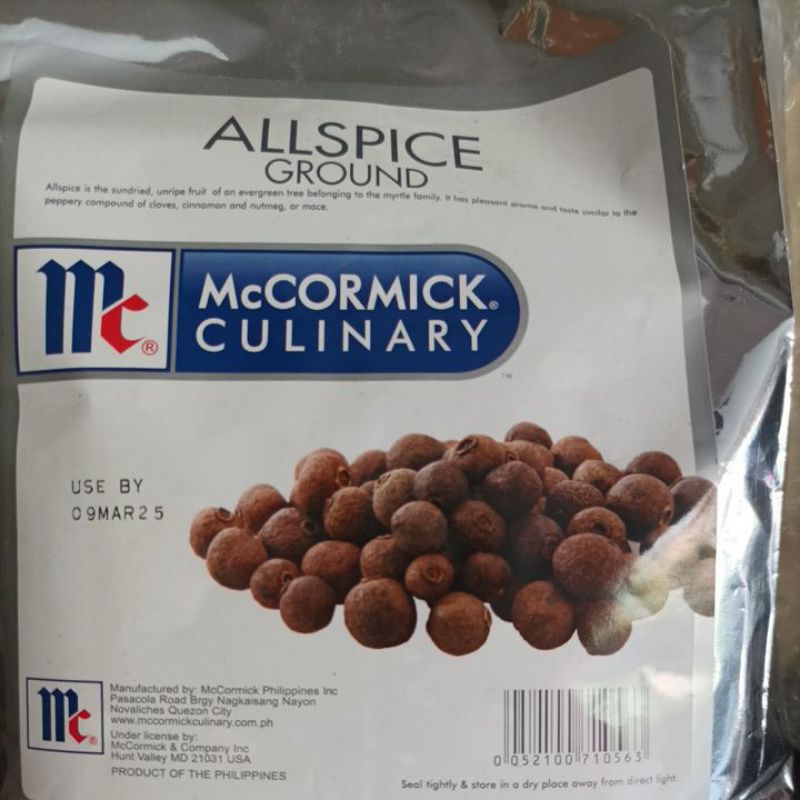 ALLSPICE
GROUND
Allspice is the sundried, unripe fruit of an evergreen tree belonging to the myrtle family. It has pleasant aroma and taste similar to the
peppery compound of cloves, cinnamon and nutmeg, or mace.
Mc®
McCORMICK®
CULINARY
™
USE BY
09MAR25
Mc®
Manufactured by: McCormick Philippines Inc
Pasacola Road Brgy Nagkaisang Nayon
Novaliches Quezon City
www.mccormickculinary.com.ph
Under license by:
McCormick & Company Inc
Hunt Valley MD 21031 USA
PRODUCT OF THE PHILIPPINES
0 052100 710563
Seal tightly & store in a dry place away from direct light.